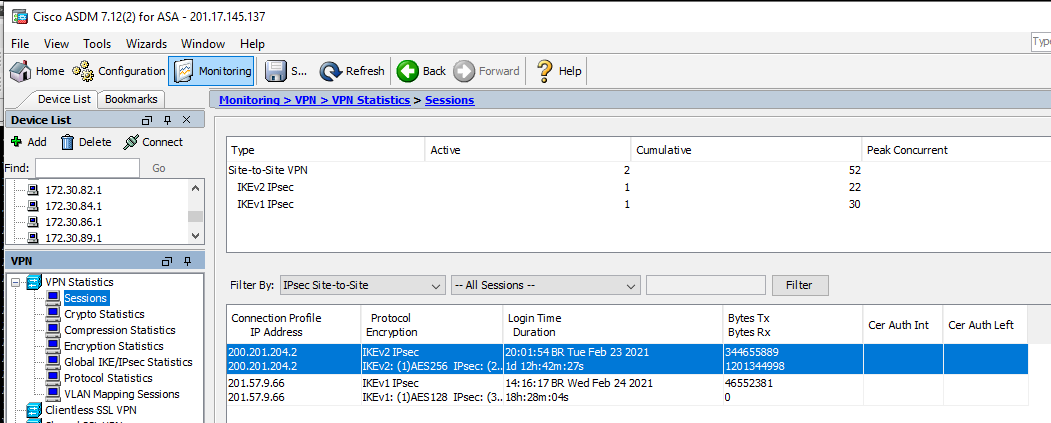 Cisco ASDM 7.12(2) for ASA - 201.17.145.137
File View Tools Wizards Window Help
Type
Home Configuration Monitoring S... Refresh Back Forward Help
Device List Bookmarks
Monitoring > VPN > VPN Statistics > Sessions
Device List
Add Delete Connect
Find: Go
172.30.82.1
172.30.84.1
172.30.86.1
172.30.89.1
Type Active Cumulative Peak Concurrent
Site-to-Site VPN 2 52
IKEv2 IPsec 1 22
IKEv1 IPsec 1 30
VPN
VPN Statistics
Sessions
Crypto Statistics
Compression Statistics
Encryption Statistics
Global IKE/IPsec Statistics
Protocol Statistics
VLAN Mapping Sessions
Clientless SSL VPN
Filter By: IPsec Site-to-Site -- All Sessions -- Filter
Connection Profile Protocol Login Time Bytes Tx Cer Auth Int Cer Auth Left
IP Address Encryption Duration Bytes Rx
200.201.204.2 IKEv2 IPsec 20:01:54 BR Tue Feb 23 2021 344655889
200.201.204.2 IKEv2: (1)AES256 IPsec: (2... 1d 12h:42m:27s 1201344998
201.57.9.66 IKEv1 IPsec 14:16:17 BR Wed Feb 24 2021 46552381
201.57.9.66 IKEv1: (1)AES128 IPsec: (3... 18h:28m:04s 0